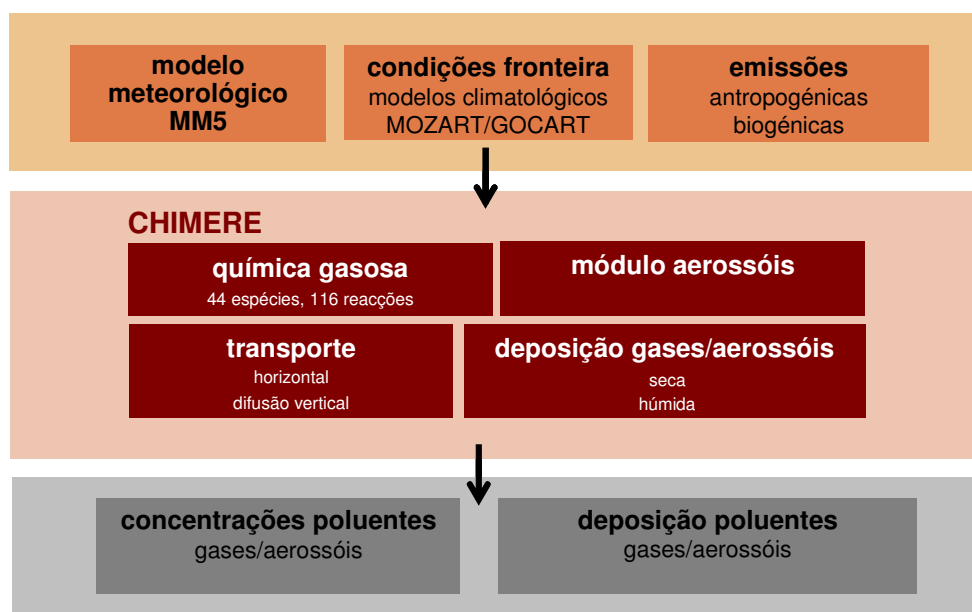 modelo
meteorológico
MM5
condições fronteira
modelos climatológicos
MOZART/GOCART
emissões
antropogénicas
biogénicas
CHIMERE
química gasosa
44 espécies, 116 reacções
módulo aerossóis
transporte
horizontal
difusão vertical
deposição gases/aerossóis
seca
húmida
concentrações poluentes
gases/aerossóis
deposição poluentes
gases/aerossóis